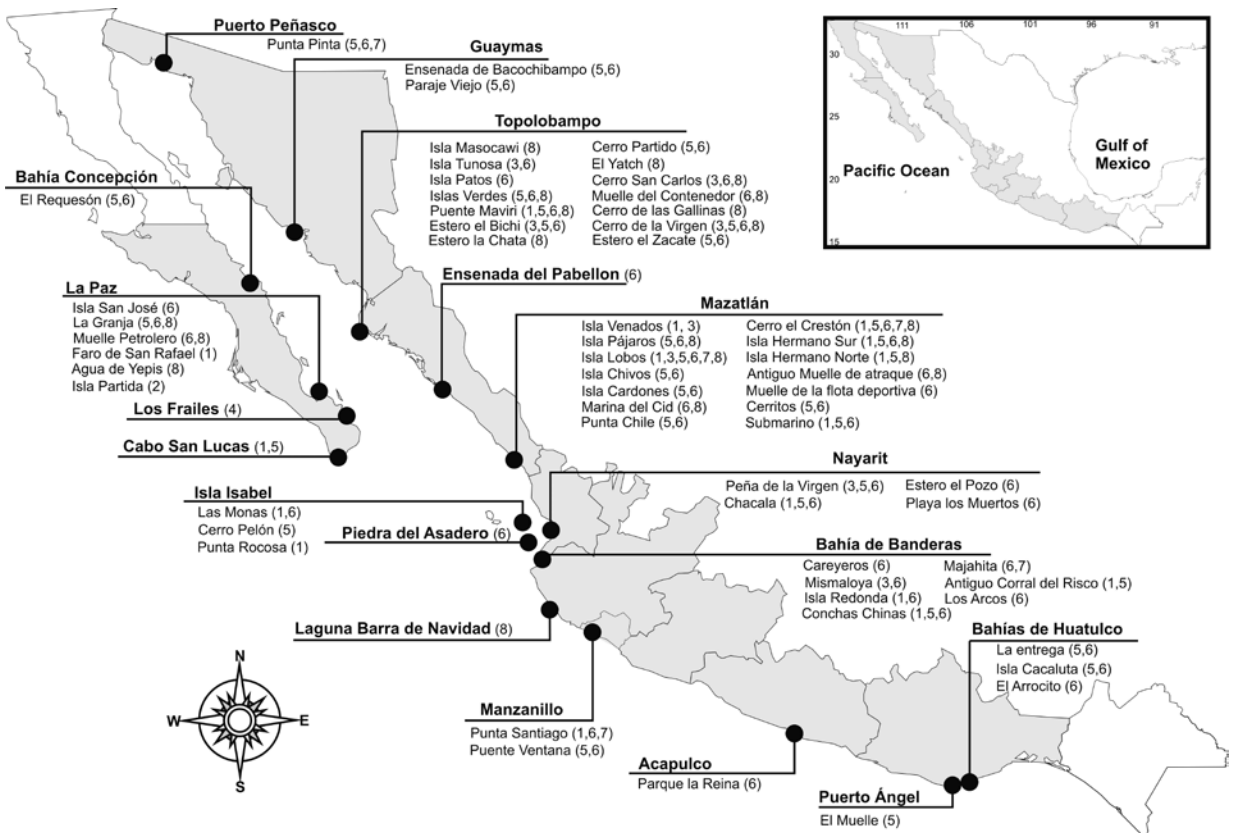 Puerto Peñasco
Punta Pinta (5,6,7)
Guaymas
Ensenada de Bacochibampo (5,6)
Paraje Viejo (5,6)
Topolobampo
Isla Masocawi (8)
Isla Tunosa (3,6)
Isla Patos (6)
Islas Verdes (5,6,8)
Puente Maviri (1,5,6,8)
Estero el Bichi (3,5,6)
Estero la Chata (8)
Cerro Partido (5,6)
El Yatch (8)
Cerro San Carlos (3,6,8)
Muelle del Contenedor (6,8)
Cerro de las Gallinas (8)
Cerro de la Virgen (3,5,6,8)
Estero el Zacate (5,6)
111 106 101 96 91
30
25
20
15
Pacific Ocean
Gulf of
Mexico
Bahía Concepción
El Requesón (5,6)
La Paz
Isla San José (6)
La Granja (5,6,8)
Muelle Petrolero (6,8)
Faro de San Rafael (1)
Agua de Yepis (8)
Isla Partida (2)
Los Frailes (4)
Cabo San Lucas (1,5)
Ensenada del Pabellon (6)
Mazatlán
Isla Venados (1, 3)
Isla Pájaros (5,6,8)
Isla Lobos (1,3,5,6,7,8)
Isla Chivos (5,6)
Isla Cardones (5,6)
Marina del Cid (6,8)
Punta Chile (5,6)
Cerro el Crestón (1,5,6,7,8)
Isla Hermano Sur (1,5,6,8)
Isla Hermano Norte (1,5,8)
Antiguo Muelle de atraque (6,8)
Muelle de la flota deportiva (6)
Cerritos (5,6)
Submarino (1,5,6)
Nayarit
Peña de la Virgen (3,5,6)
Chacala (1,5,6)
Estero el Pozo (6)
Playa los Muertos (6)
Isla Isabel
Las Monas (1,6)
Cerro Pelón (5)
Punta Rocosa (1)
Piedra del Asadero (6)
Bahía de Banderas
Careyeros (6)
Mismaloya (3,6)
Isla Redonda (1,6)
Conchas Chinas (1,5,6)
Majahita (6,7)
Antiguo Corral del Risco (1,5)
Los Arcos (6)
Laguna Barra de Navidad (8)
Bahías de Huatulco
La entrega (5,6)
Isla Cacaluta (5,6)
El Arrocito (6)
N
W E
S
Manzanillo
Punta Santiago (1,6,7)
Puente Ventana (5,6)
Acapulco
Parque la Reina (6)
Puerto Ángel
El Muelle (5)